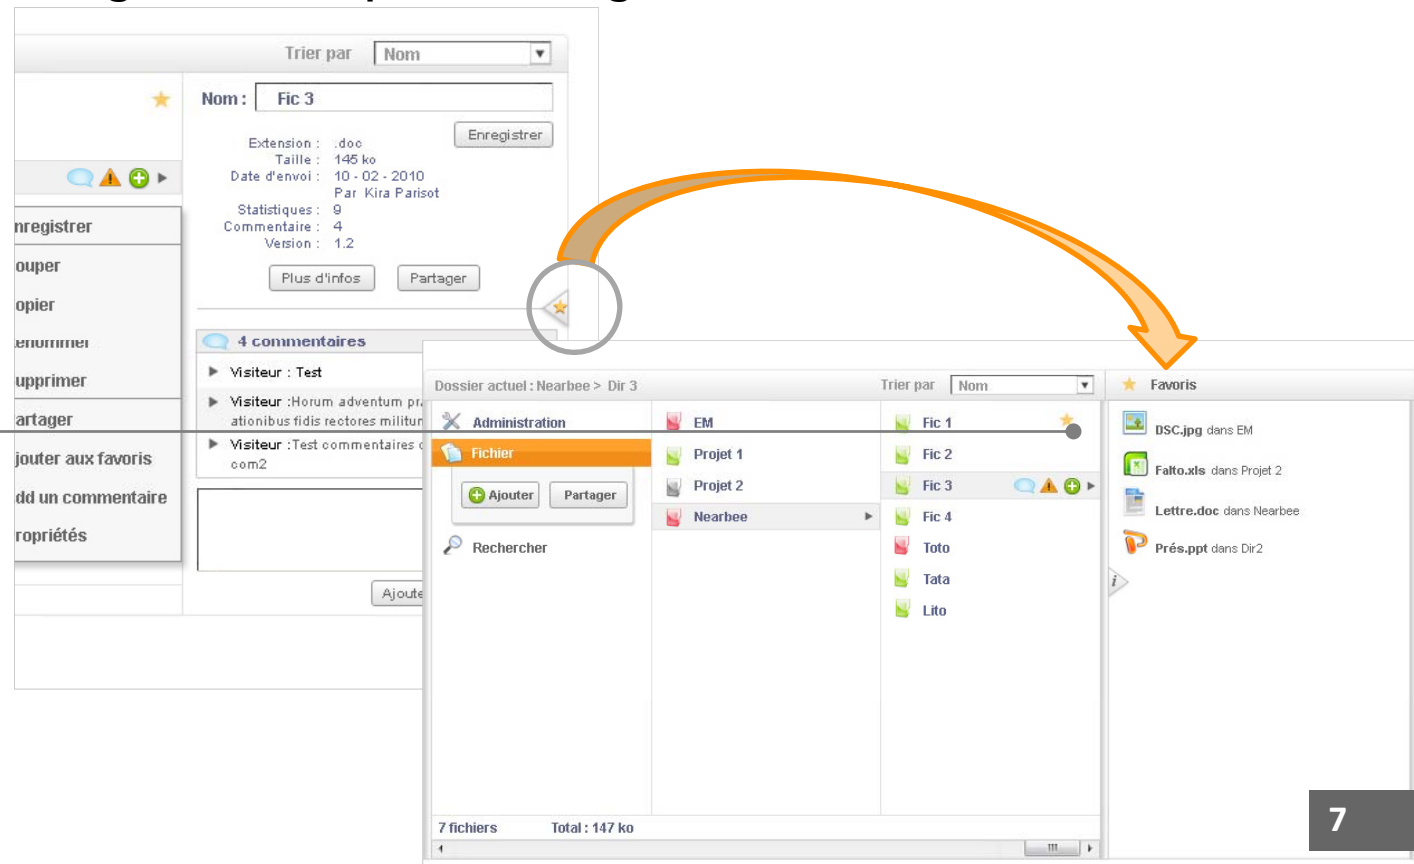 Trier par Nom
Nom : Fic 3
Enregistrer
Extension : .doc
Taille : 145 ko
Date d'envoi : 10 - 02 - 2010
Par Kira Parisot
Statistiques : 9
Commentaire : 4
Version : 1.2
Plus d'infos Partager
nregistrer
ouper
opier
upprimer
artager
jouter aux favoris
dd un commentaire
ropriétés
4 commentaires
Visiteur : Test
Visiteur :Horum adventum pr
ationibus fidis rectores militur
Visiteur :Test commentaires
com2
Ajoute
Dossier actuel : Nearbee > Dir 3
Trier par Nom
Administration
Fichier
Ajouter Partager
Rechercher
EM
Projet 1
Projet 2
Nearbee
Fic 1
Fic 2
Fic 3
Fic 4
Toto
Tata
Lito
Favoris
DSC.jpg dans EM
Falto.xls dans Projet 2
Lettre.doc dans Nearbee
Prés.ppt dans Dir2
i
7 fichiers Total : 147 ko
7